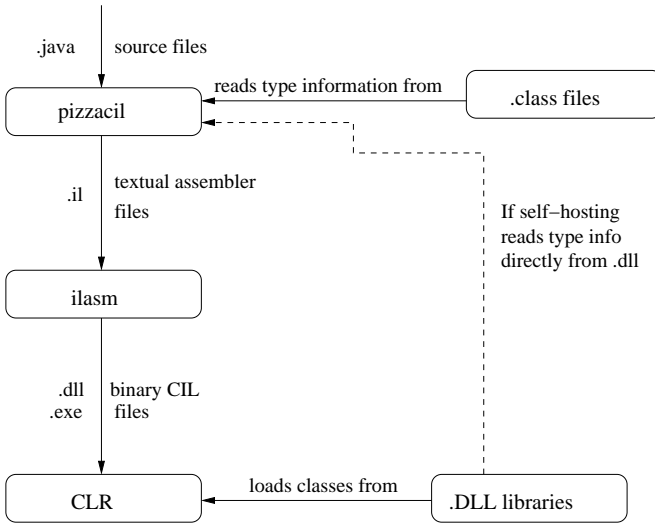 .java source files
reads type information from
.class files
pizzacil
.il
textual assembler
files
If self−hosting
reads type info
directly from .dll
ilasm
.dll binary CIL
.exe files
loads classes from
CLR
.DLL libraries